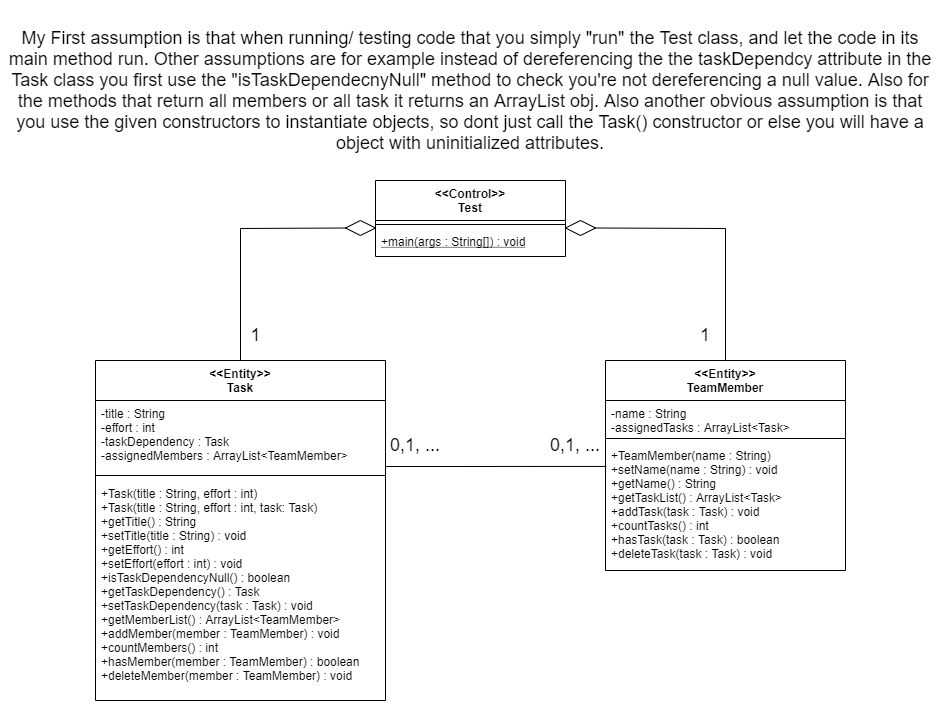 My First assumption is that when running/ testing code that you simply "run" the Test class, and let the code in its
main method run. Other assumptions are for example instead of dereferencing the the taskDependcy attribute in the
Task class you first use the "isTaskDependecnyNull" method to check you're not dereferencing a null value. Also for
the methods that return all members or all task it returns an ArrayList obj. Also another obvious assumption is that
you use the given constructors to instantiate objects, so dont just call the Task() constructor or else you will have a
object with uninitialized attributes.
<<Control>>
Test
+main(args : String[]) : void
1
1
<<Entity>>
Task
-title : String
-effort : int
-taskDependency : Task
-assignedMembers : ArrayList<TeamMember>
+Task(title : String, effort : int)
+Task(title : String, effort : int, task: Task)
+getTitle() : String
+setTitle(title : String) : void
+getEffort() : int
+setEffort(effort : int) : void
+isTaskDependencyNull() : boolean
+getTaskDependency() : Task
+setTaskDependency(task : Task) : void
+getMemberList() : ArrayList<TeamMember>
+addMember(member : TeamMember) : void
+countMembers() : int
+hasMember(member : TeamMember) : boolean
+deleteMember(member : TeamMember) : void
0,1, ...
0,1, ...
<<Entity>>
TeamMember
-name : String
-assignedTasks : ArrayList<Task>
+TeamMember(name : String)
+setName(name : String) : void
+getName() : String
+getTaskList() : ArrayList<Task>
+addTask(task : Task) : void
+countTasks() : int
+hasTask(task : Task) : boolean
+deleteTask(task : Task) : void